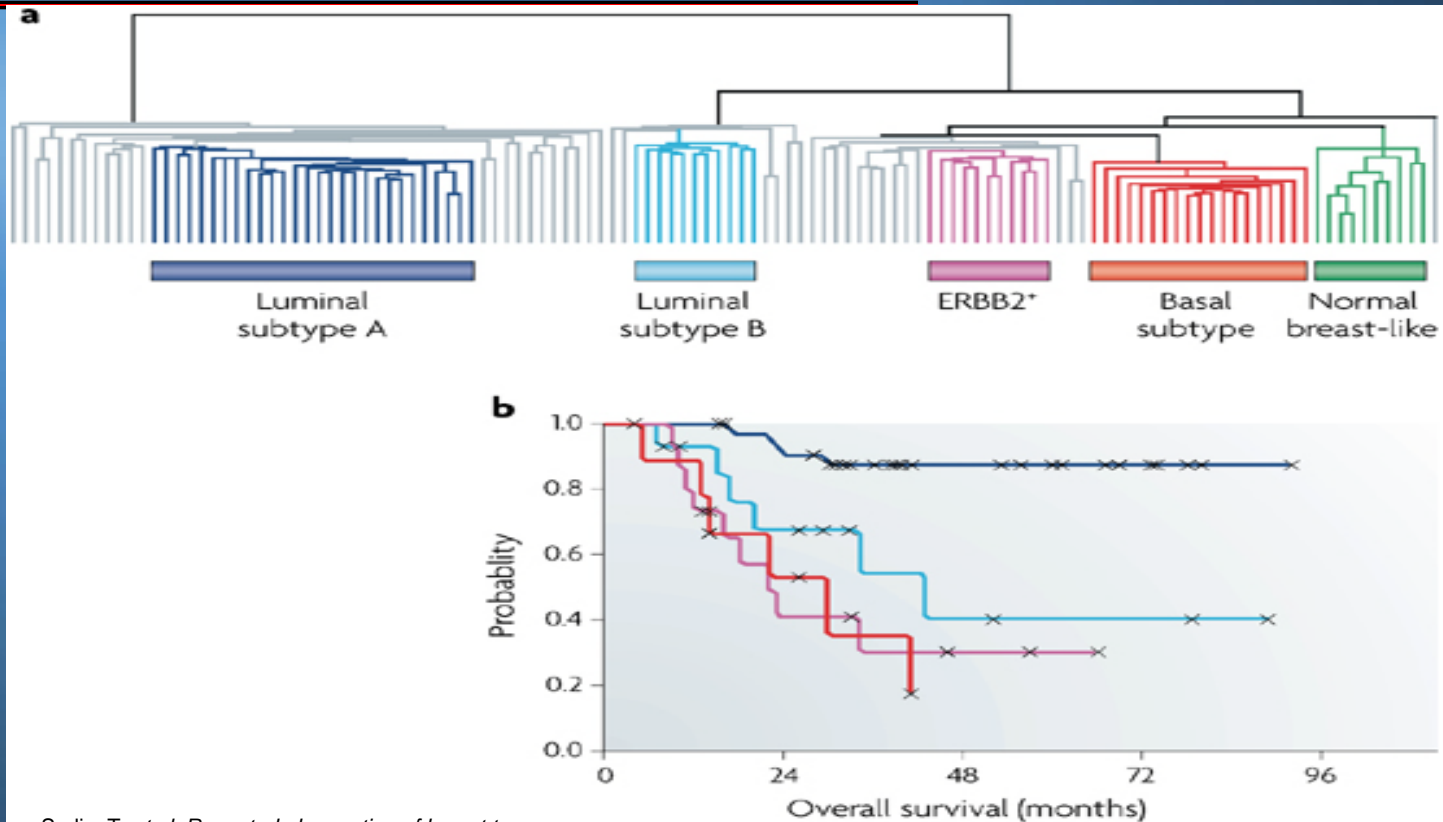 a
Luminal
subtype A
Luminal
subtype B
ERBB2⁺
Basal
subtype
Normal
breast-like
b
1.0
0.8
0.6
0.4
0.2
0.0
Probablity
0 24 48 72 96
Overall survival (months)